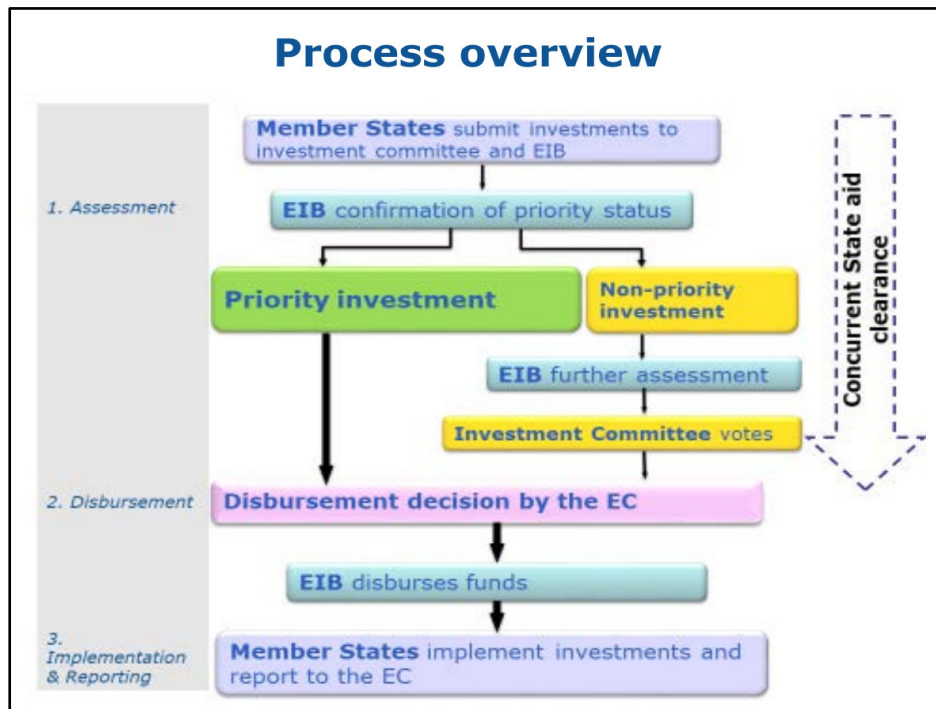 Process overview
Member States submit investments to
investment committee and EIB
1. Assessment
EIB confirmation of priority status
Priority investment
Non-priority
investment
EIB further assessment
Investment Committee votes
Concurrent State aid
clearance
2. Disbursement
Disbursement decision by the EC
EIB disburses funds
3.
Implementation
& Reporting
Member States implement investments and
report to the EC